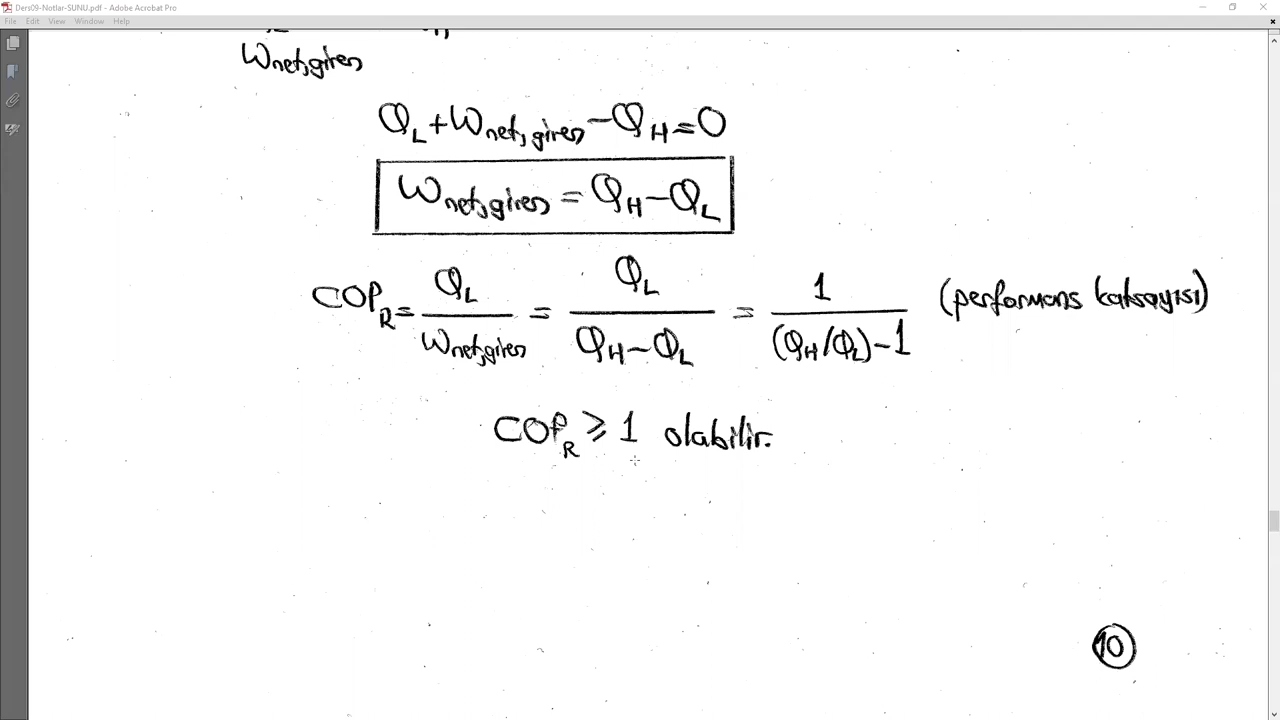 Ders09-Notlar-SUNU.pdf - Adobe Acrobat Pro
File Edit View Window Help
Wnet,giren
QL+Wnet,giren-QH=0
Wnet,giren = QH-QL
COPR= QL / Wnet,giren = QL / QH-QL = 1 / (QH/QL)-1 (performans katsayısı)
COPR ≥ 1 olabilir.
10